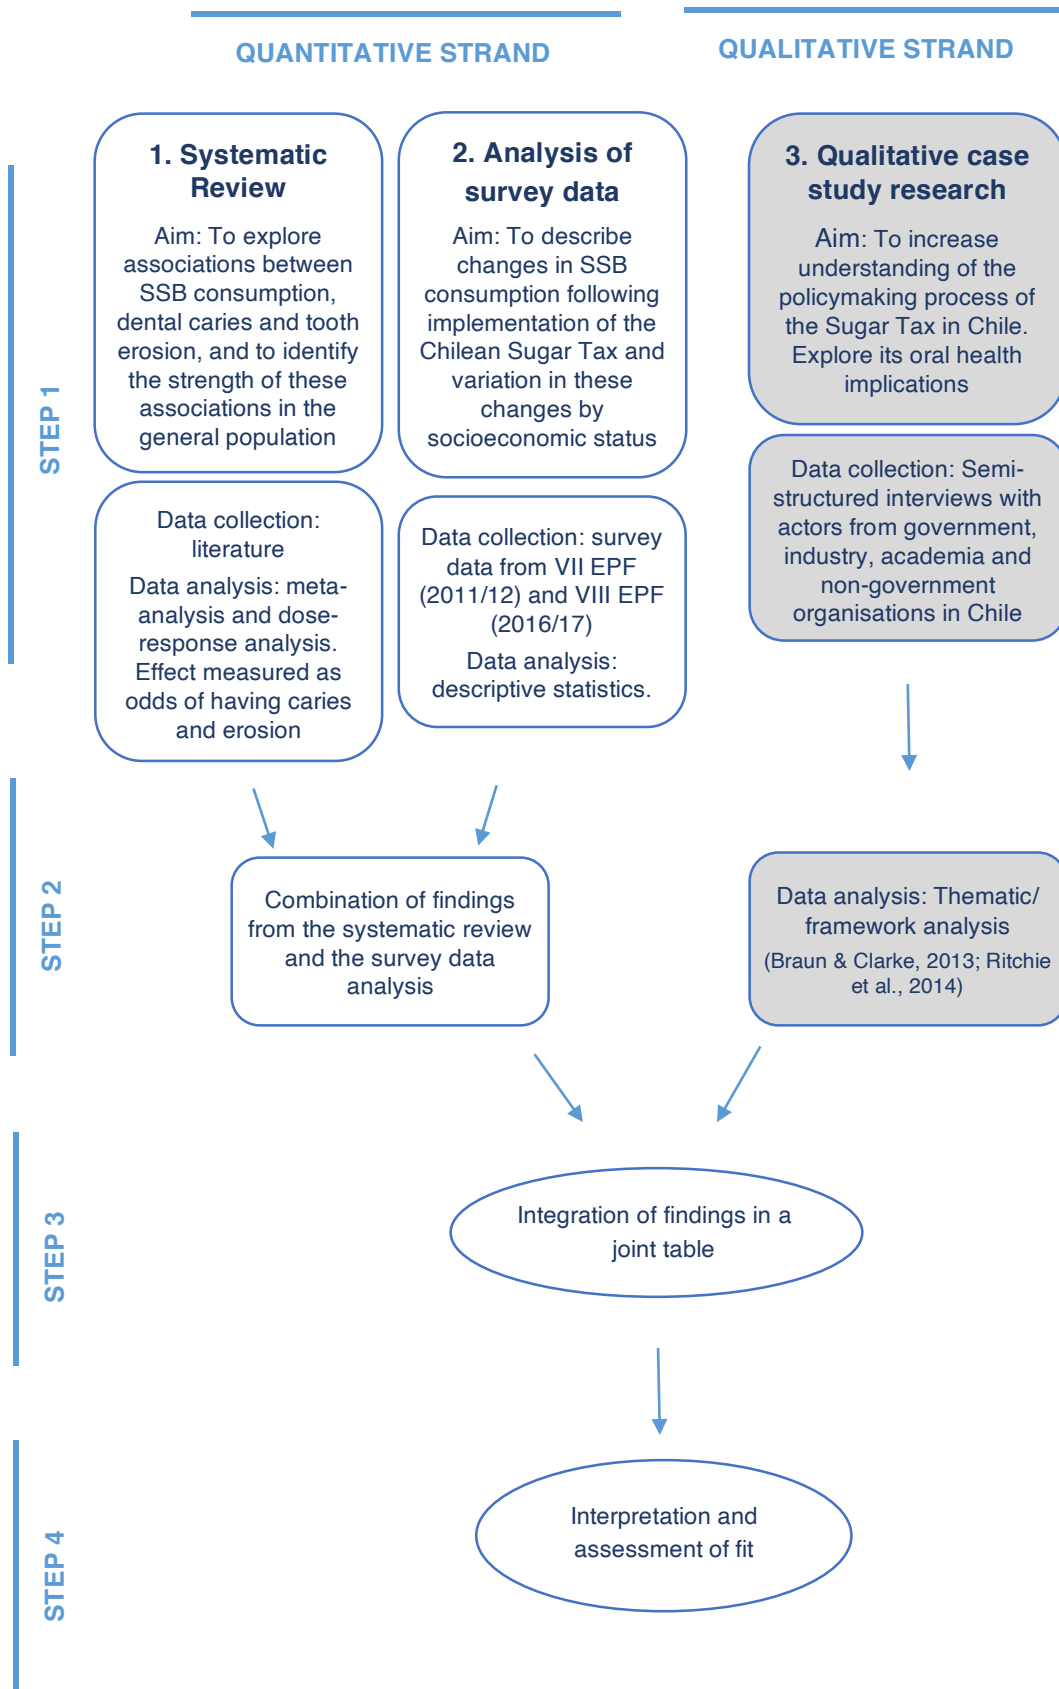 QUANTITATIVE STRAND
QUALITATIVE STRAND
STEP 1
1. Systematic
Review
Aim: To explore
associations between
SSB consumption,
dental caries and tooth
erosion, and to identify
the strength of these
associations in the
general population
Data collection:
literature
Data analysis: meta-
analysis and dose-
response analysis.
Effect measured as
odds of having caries
and erosion
2. Analysis of
survey data
Aim: To describe
changes in SSB
consumption following
implementation of the
Chilean Sugar Tax and
variation in these
changes by
socioeconomic status
Data collection: survey
data from VII EPF
(2011/12) and VIII EPF
(2016/17)
Data analysis:
descriptive statistics.
3. Qualitative case
study research
Aim: To increase
understanding of the
policymaking process of
the Sugar Tax in Chile.
Explore its oral health
implications
Data collection: Semi-
structured interviews with
actors from government,
industry, academia and
non-government
organisations in Chile
STEP 2
Combination of findings
from the systematic review
and the survey data
analysis
Data analysis: Thematic/
framework analysis
(Braun & Clarke, 2013; Ritchie
et al., 2014)
STEP 3
Integration of findings in a
joint table
STEP 4
Interpretation and
assessment of fit